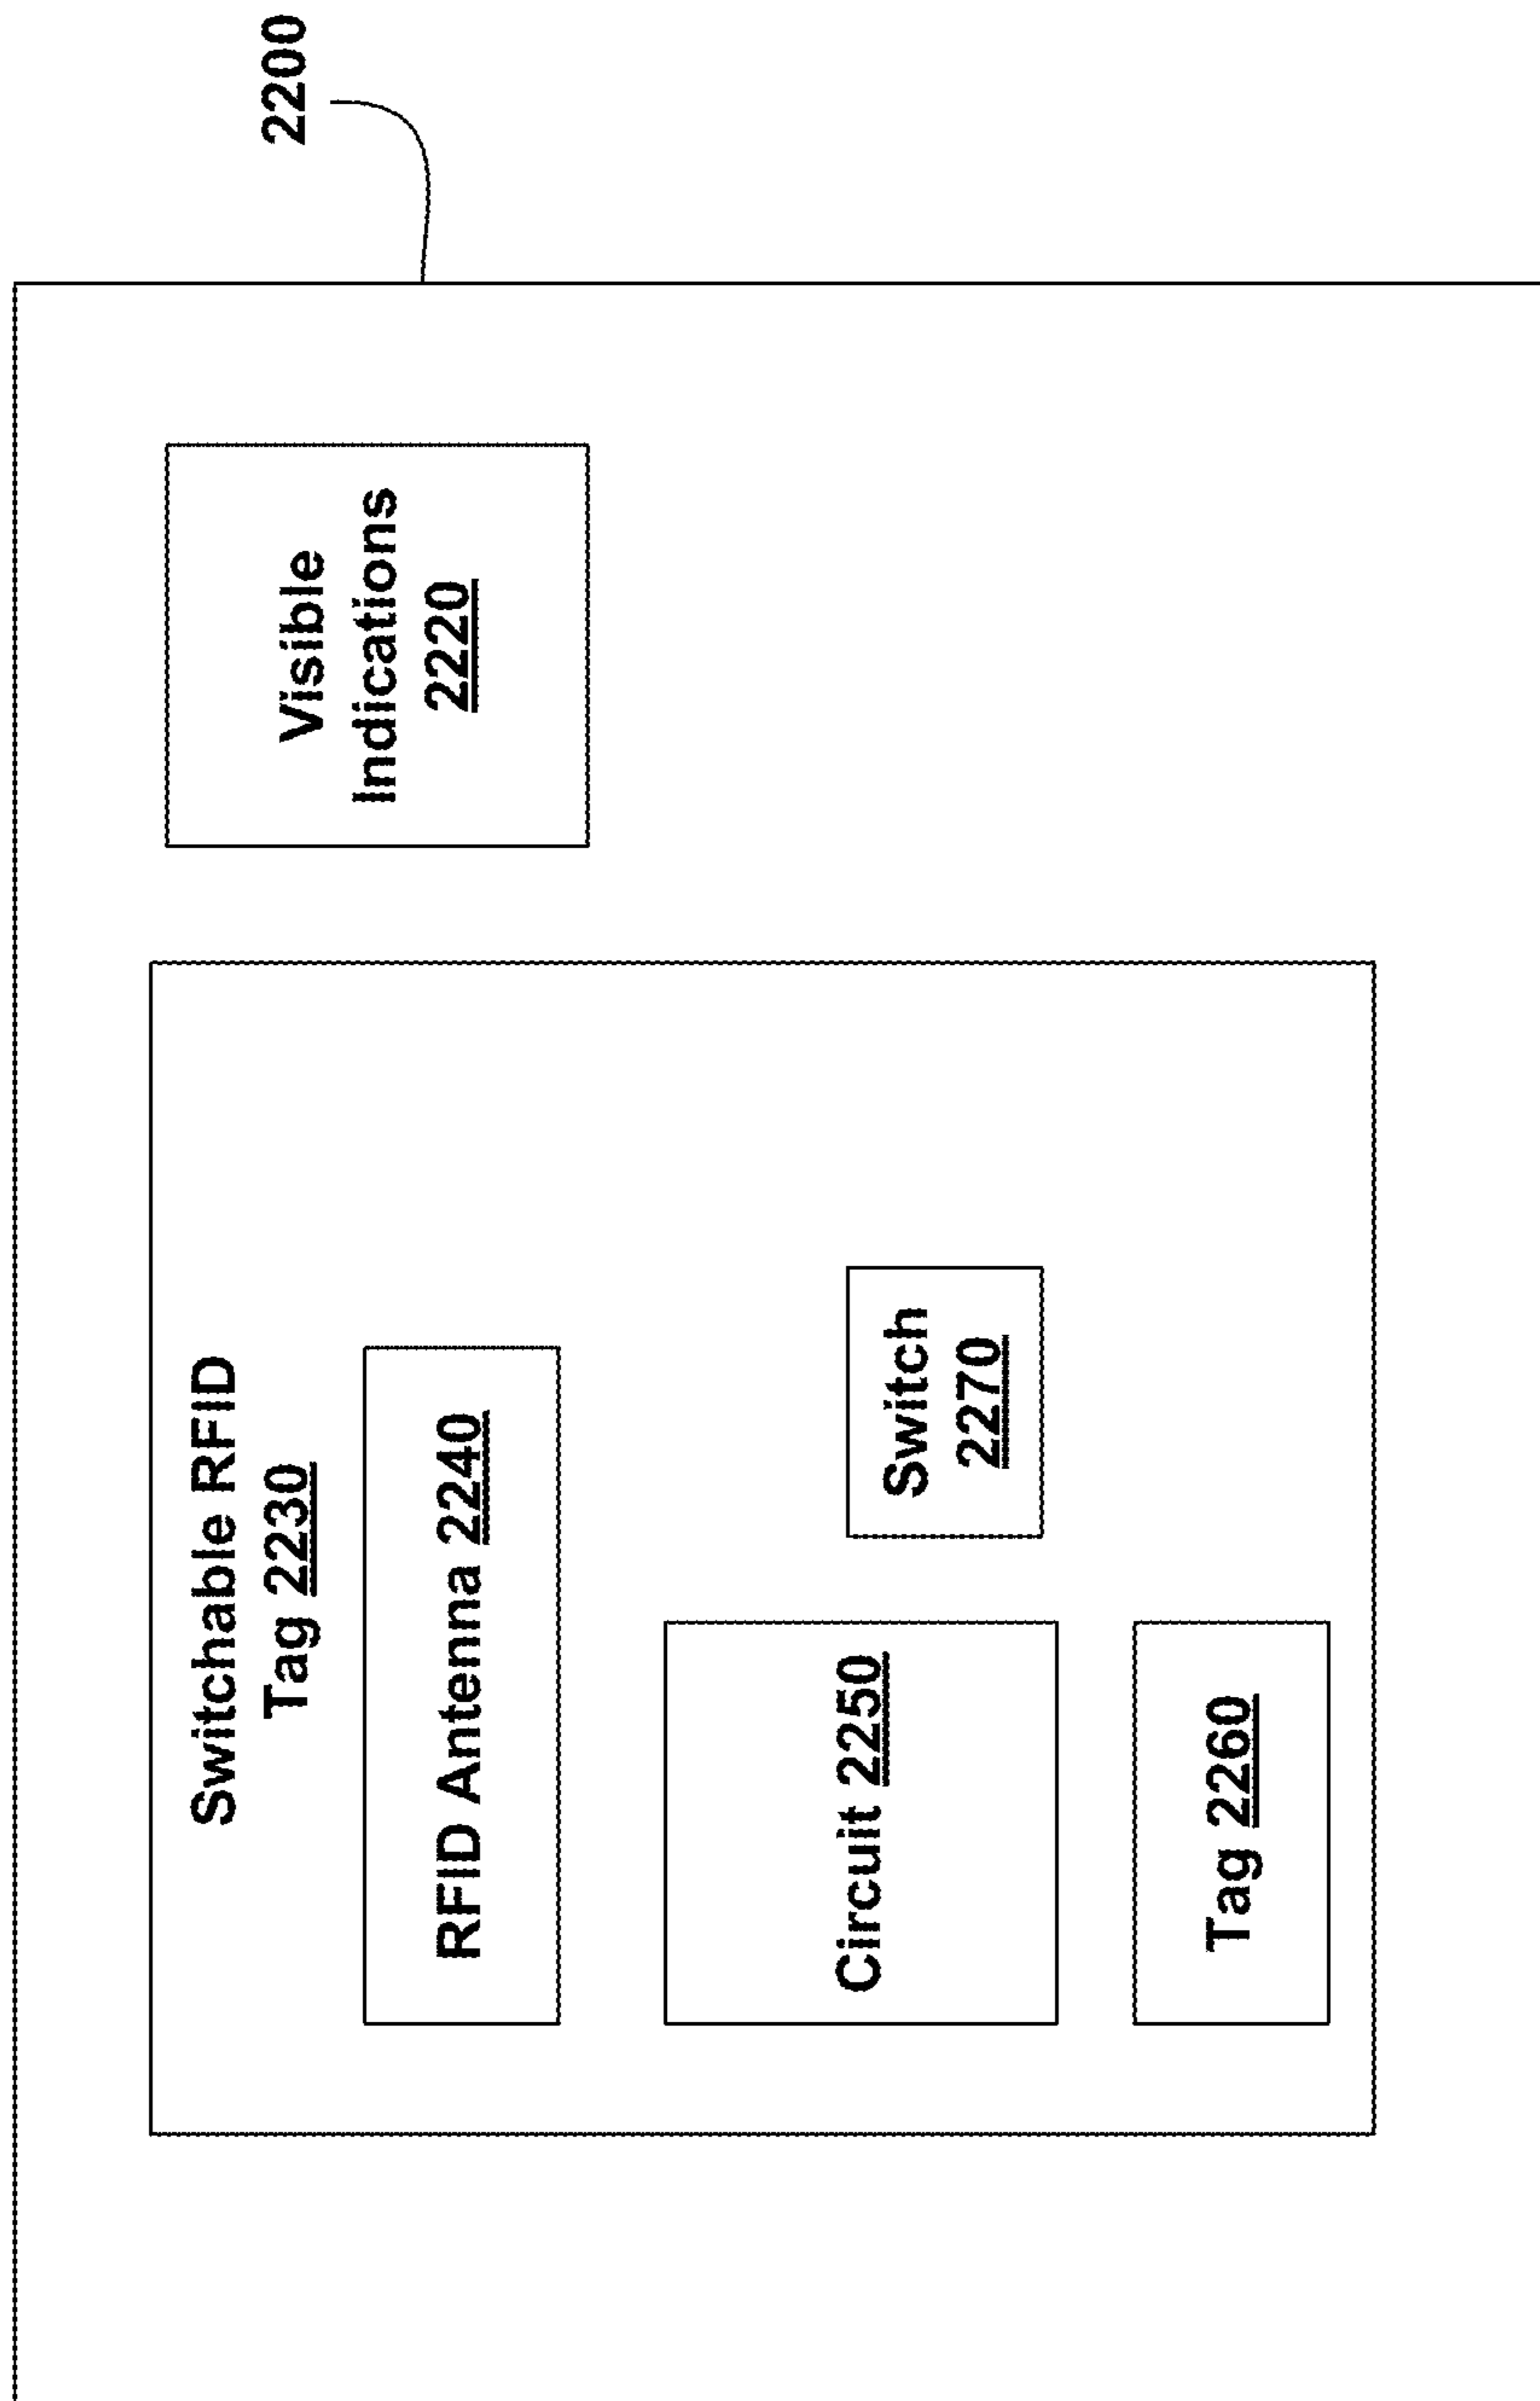 2200
Switchable RFID
Tag 2230
RFID Antenna 2240
Circuit 2250
Switch
2270
Tag 2260
Visible
Indications
2220